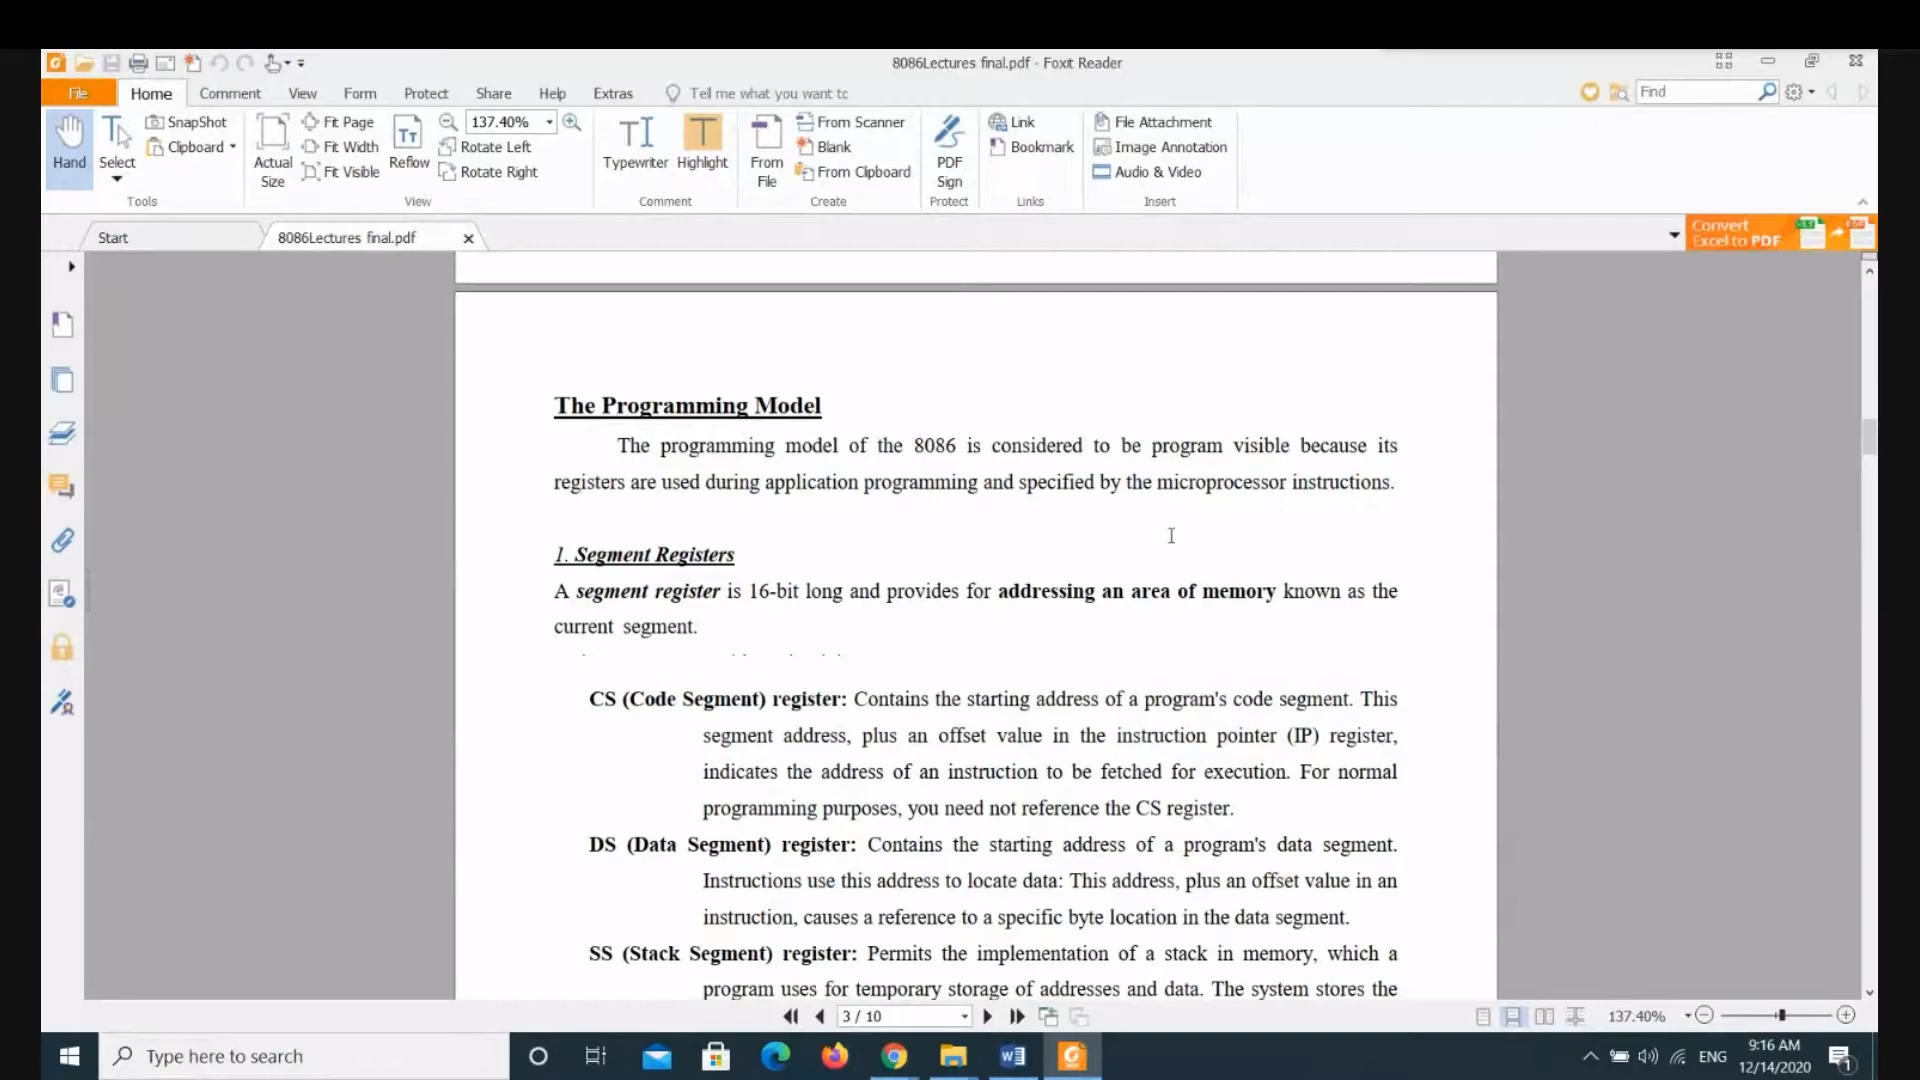 8086Lectures final.pdf - Foxit Reader
File Home Comment View Form Protect Share Help Extras Tell me what you want tc Find
Hand Select SnapShot Clipboard Tools
Actual Size Fit Page Fit Width Fit Visible Reflow 137.40% Rotate Left Rotate Right View
Typewriter Highlight Comment
From File From Scanner Blank From Clipboard Create
PDF Sign Protect
Link Bookmark Links
File Attachment Image Annotation Audio & Video Insert
Start 8086Lectures final.pdf
Convert
Excel to PDF
The Programming Model
The programming model of the 8086 is considered to be program visible because its
registers are used during application programming and specified by the microprocessor instructions.
1. Segment Registers
A segment register is 16-bit long and provides for addressing an area of memory known as the
current segment.
CS (Code Segment) register: Contains the starting address of a program's code segment. This
segment address, plus an offset value in the instruction pointer (IP) register,
indicates the address of an instruction to be fetched for execution. For normal
programming purposes, you need not reference the CS register.
DS (Data Segment) register: Contains the starting address of a program's data segment.
Instructions use this address to locate data: This address, plus an offset value in an
instruction, causes a reference to a specific byte location in the data segment.
SS (Stack Segment) register: Permits the implementation of a stack in memory, which a
program uses for temporary storage of addresses and data. The system stores the
3 / 10 137.40%
Type here to search ENG 9:16 AM
12/14/2020 1